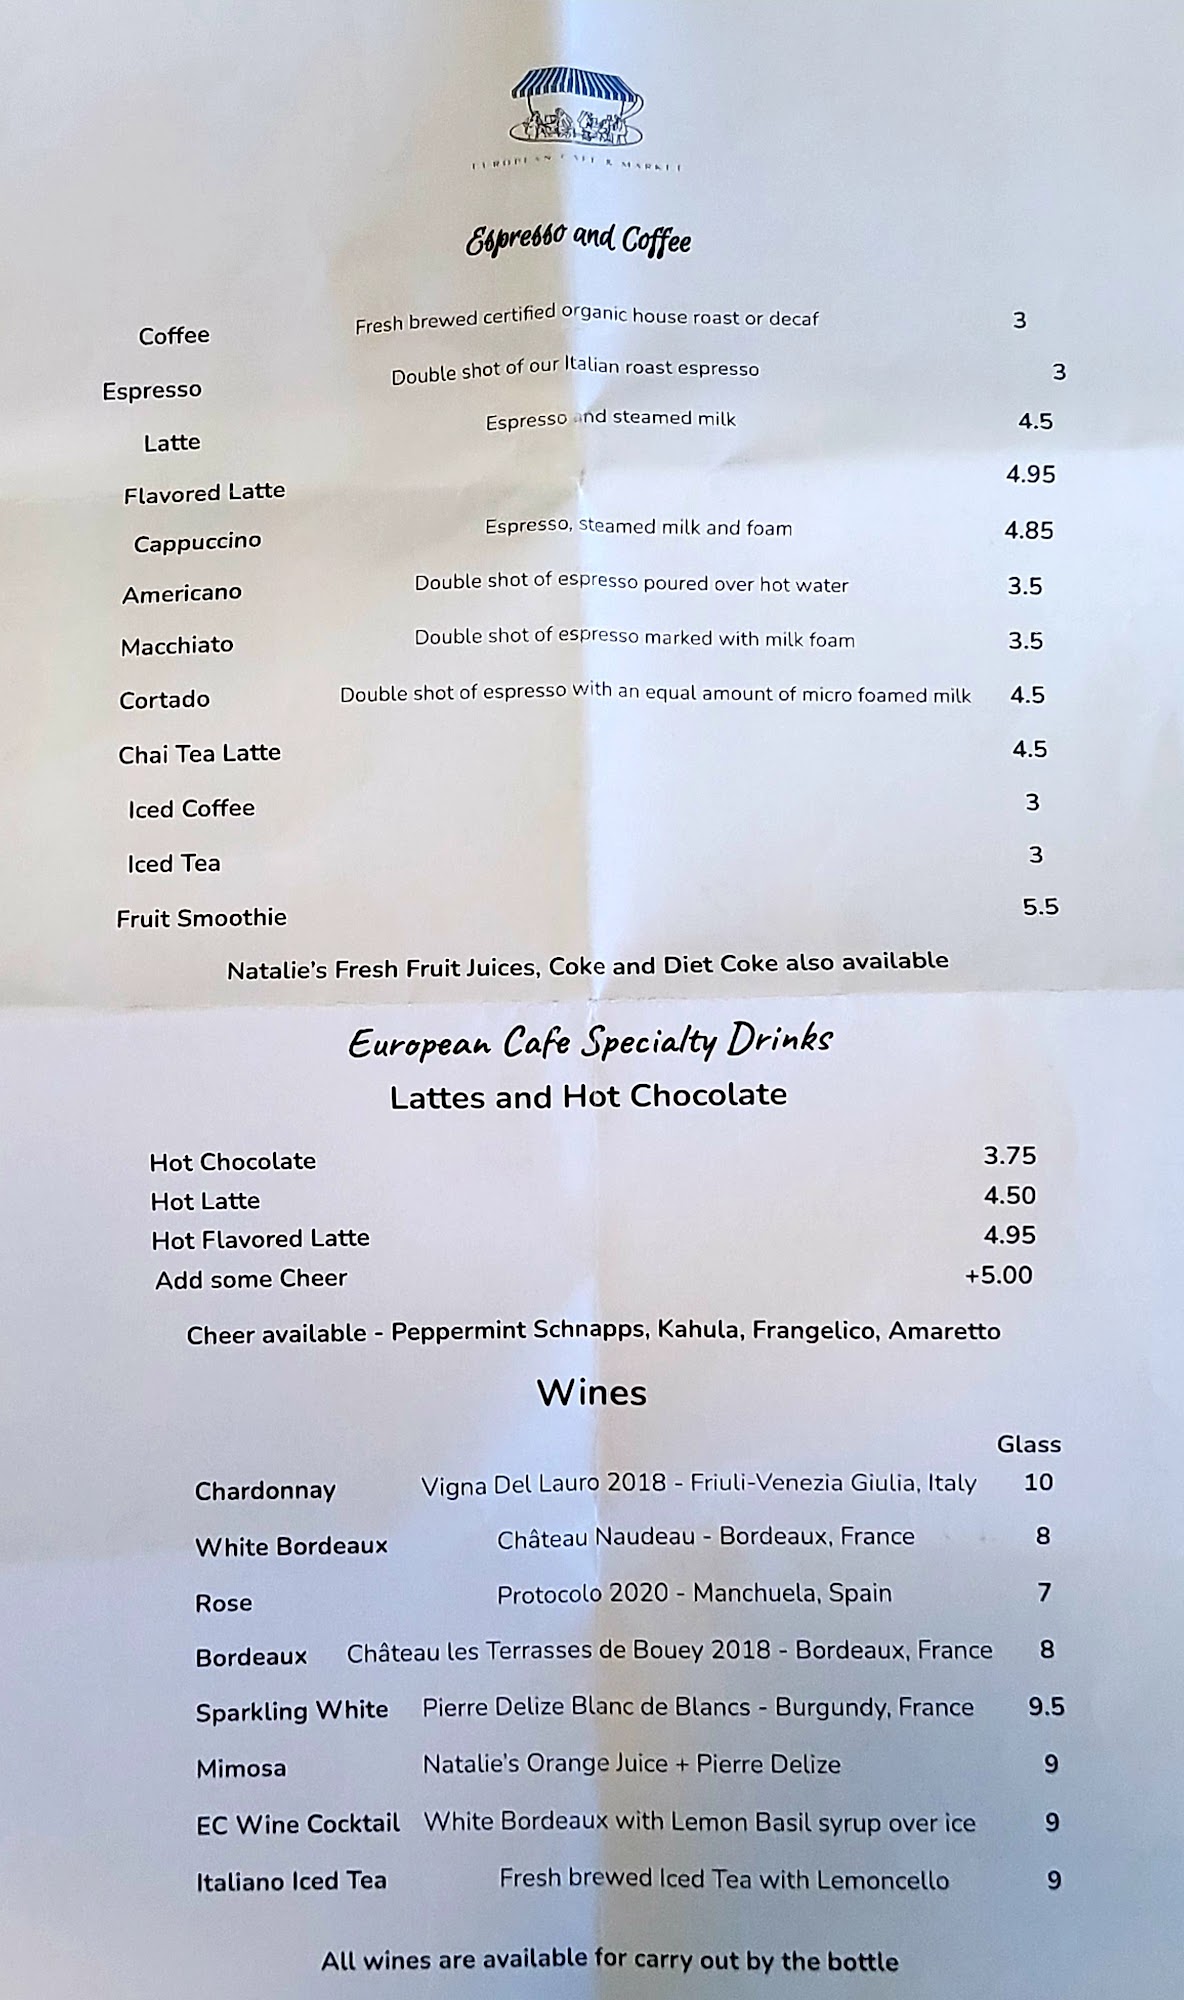 EUROPEAN CAFE & MARKET
Espresso and Coffee
Coffee Fresh brewed certified organic house roast or decaf 3
Espresso Double shot of our Italian roast espresso 3
Latte Espresso and steamed milk 4.5
Flavored Latte 4.95
Cappuccino Espresso, steamed milk and foam 4.85
Americano Double shot of espresso poured over hot water 3.5
Macchiato Double shot of espresso marked with milk foam 3.5
Cortado Double shot of espresso with an equal amount of micro foamed milk 4.5
Chai Tea Latte 4.5
Iced Coffee 3
Iced Tea 3
Fruit Smoothie 5.5
Natalie's Fresh Fruit Juices, Coke and Diet Coke also available
European Cafe Specialty Drinks
Lattes and Hot Chocolate
Hot Chocolate 3.75
Hot Latte 4.50
Hot Flavored Latte 4.95
Add some Cheer +5.00
Cheer available - Peppermint Schnapps, Kahula, Frangelico, Amaretto
Wines
Glass
Chardonnay Vigna Del Lauro 2018 - Friuli-Venezia Giulia, Italy 10
White Bordeaux Château Naudeau - Bordeaux, France 8
Rose Protocolo 2020 - Manchuela, Spain 7
Bordeaux Château les Terrasses de Bouey 2018 - Bordeaux, France 8
Sparkling White Pierre Delize Blanc de Blancs - Burgundy, France 9.5
Mimosa Natalie's Orange Juice + Pierre Delize 9
EC Wine Cocktail White Bordeaux with Lemon Basil syrup over ice 9
Italiano Iced Tea Fresh brewed Iced Tea with Lemoncello 9
All wines are available for carry out by the bottle